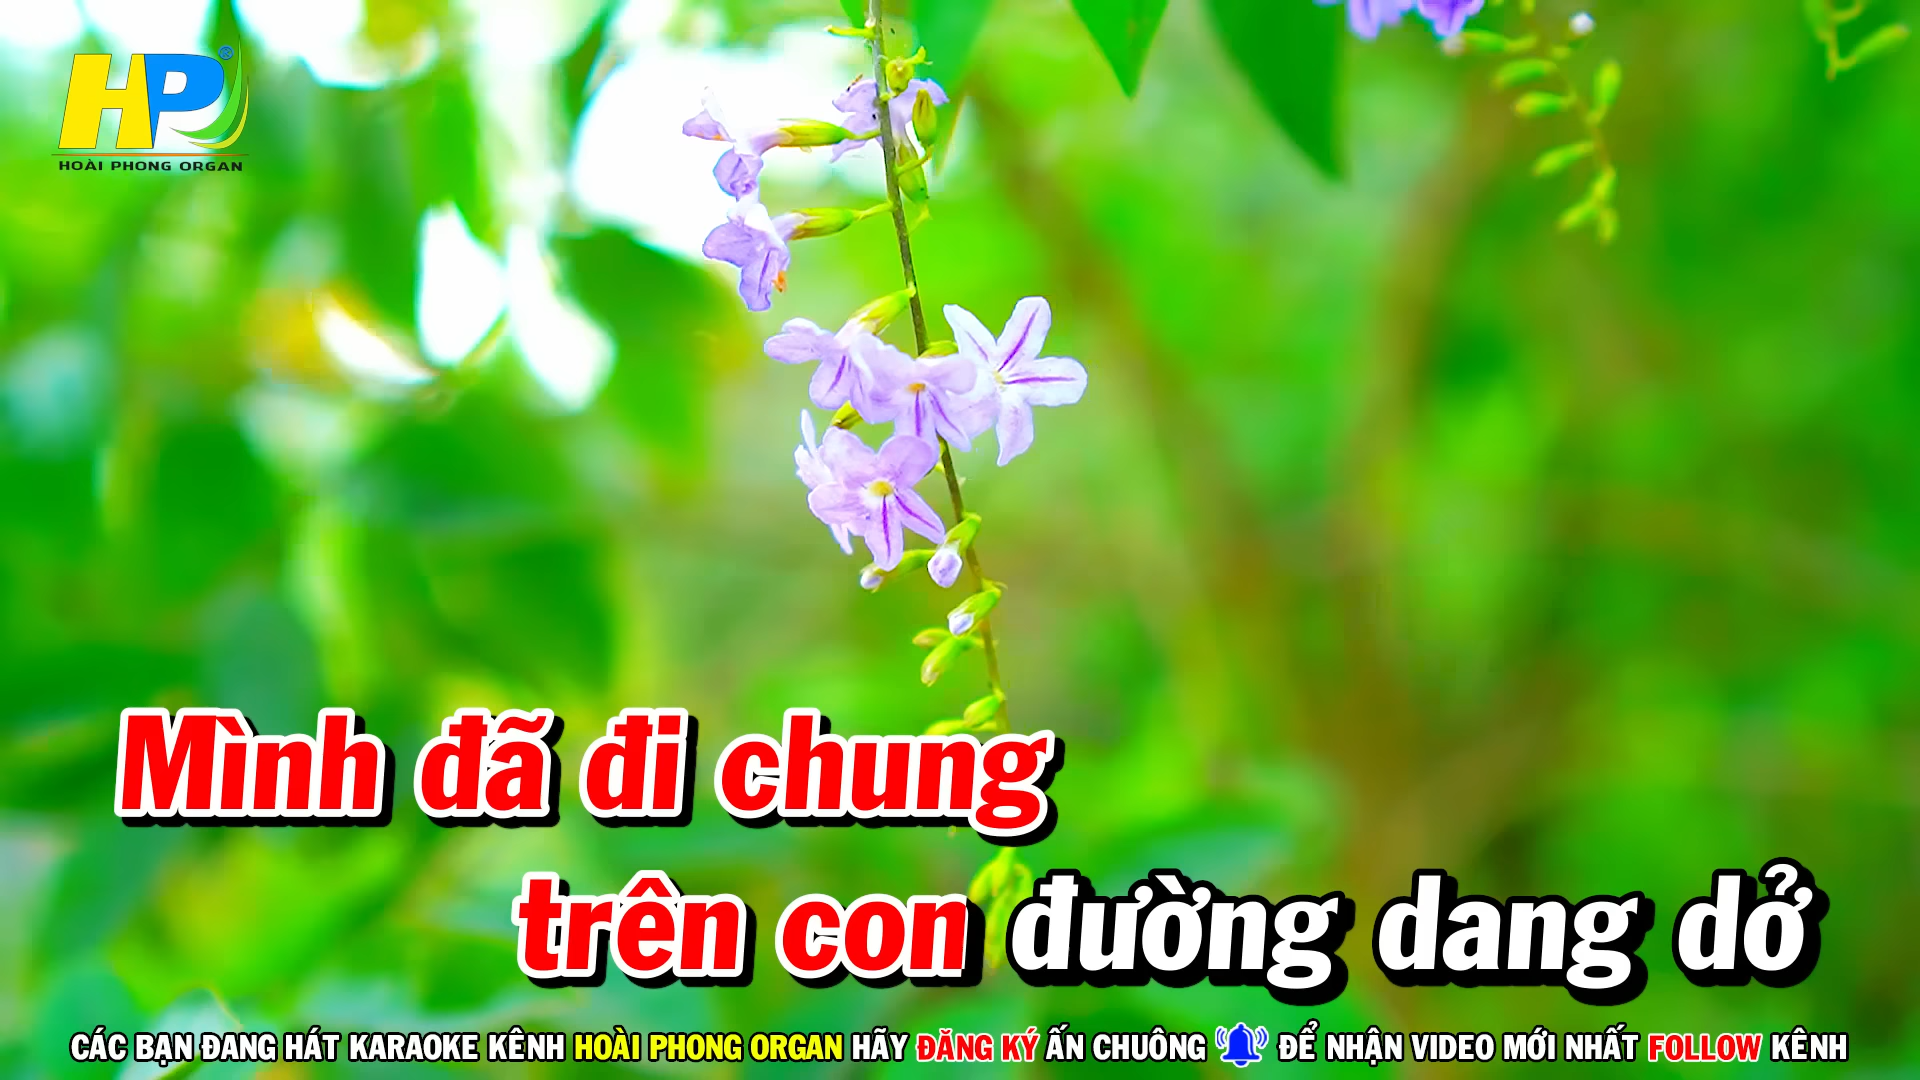 HP®
HOÀI PHONG ORGAN
Mình đã đi chung
trên con đường dang dở
CÁC BẠN ĐANG HÁT KARAOKE KÊNH HOÀI PHONG ORGAN HÃY ĐĂNG KÝ ẤN CHUÔNG ĐỂ NHẬN VIDEO MỚI NHẤT FOLLOW KÊNH